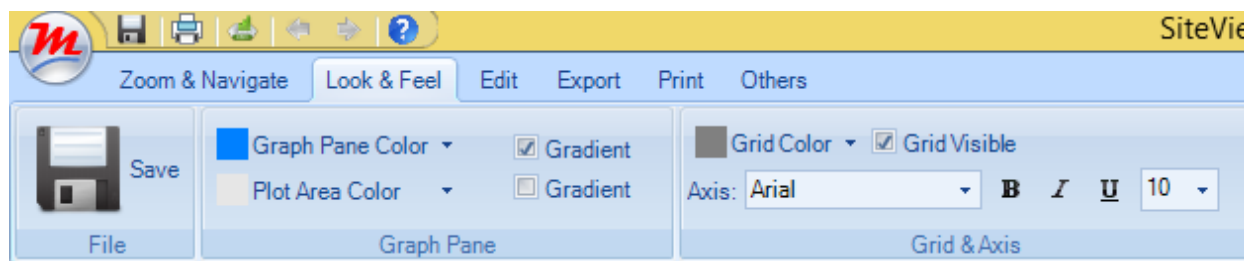 SiteVie
Zoom & Navigate Look & Feel Edit Export Print Others
Save
Graph Pane Color Gradient
Plot Area Color Gradient
Grid Color Grid Visible
Axis: Arial B I U 10
File Graph Pane Grid & Axis